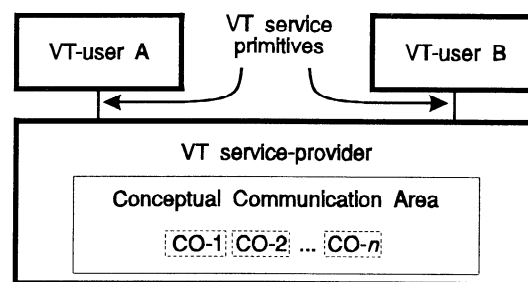 VT-user A
VT service
primitives
VT-user B
VT service-provider
Conceptual Communication Area
CO-1 CO-2 ... CO-n